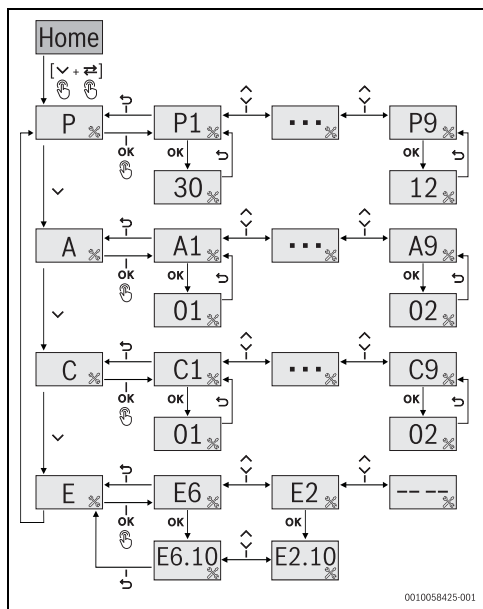 Home
[ + ]
P P1 ... P9
OK OK OK
30 12
A A1 ... A9
OK OK OK
01 02
C C1 ... C9
OK OK OK
01 02
E E6 E2 -- --
OK OK OK
E6.10 E2.10
0010058425-001